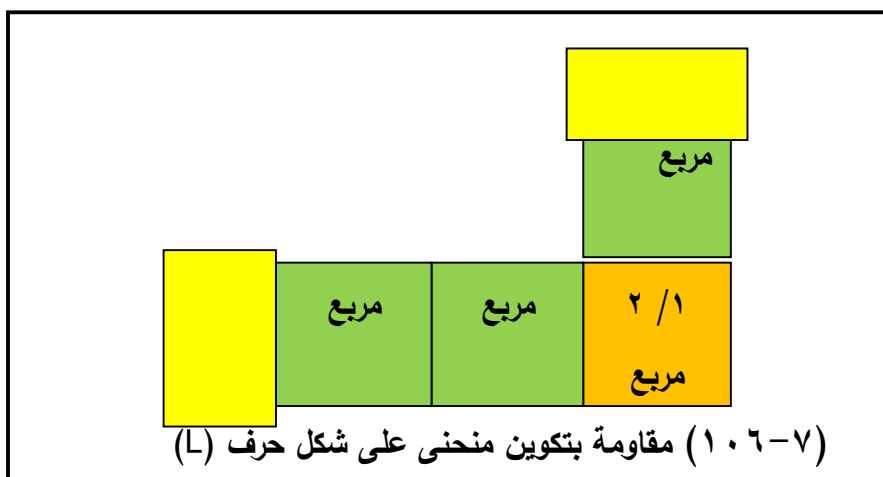 مربع
مربع مربع ١/ ٢
مربع
(٧-١٠٦) مقاومة بتكوين منحنى على شكل حرف (L)